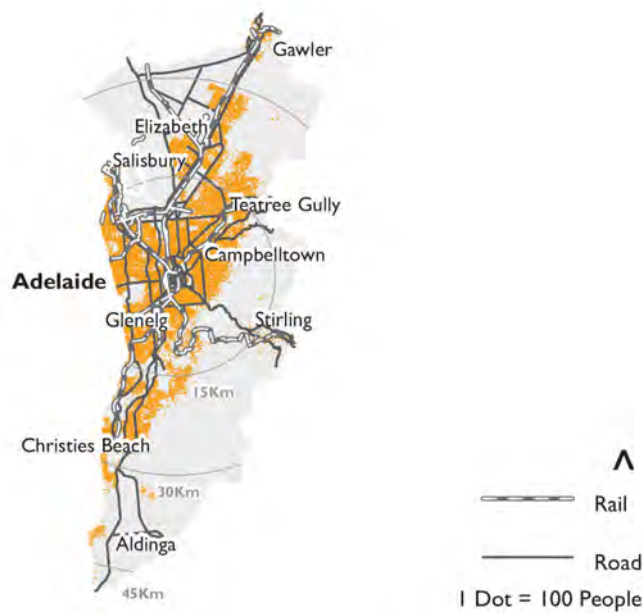 Gawler
Elizabeth
Salisbury
Teatree Gully
Campbelltown
Adelaide
Glenelg
Stirling
15Km
Christies Beach
30Km
Rail
Aldinga
Road
45Km
1 Dot = 100 People